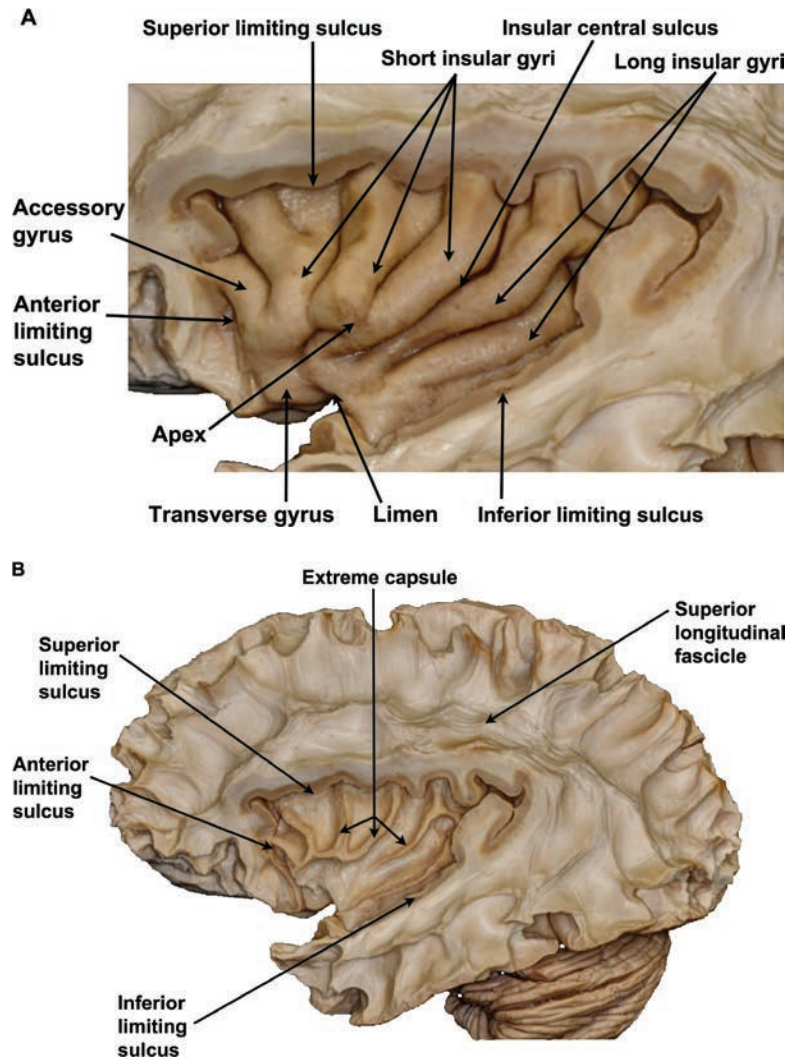 A
Superior limiting sulcus
Insular central sulcus
Short insular gyri
Long insular gyri
Accessory
gyrus
Anterior
limiting
sulcus
Apex
Transverse gyrus
Limen
Inferior limiting sulcus
B
Extreme capsule
Superior
limiting
sulcus
Superior
longitudinal
fascicle
Anterior
limiting
sulcus
Inferior
limiting
sulcus